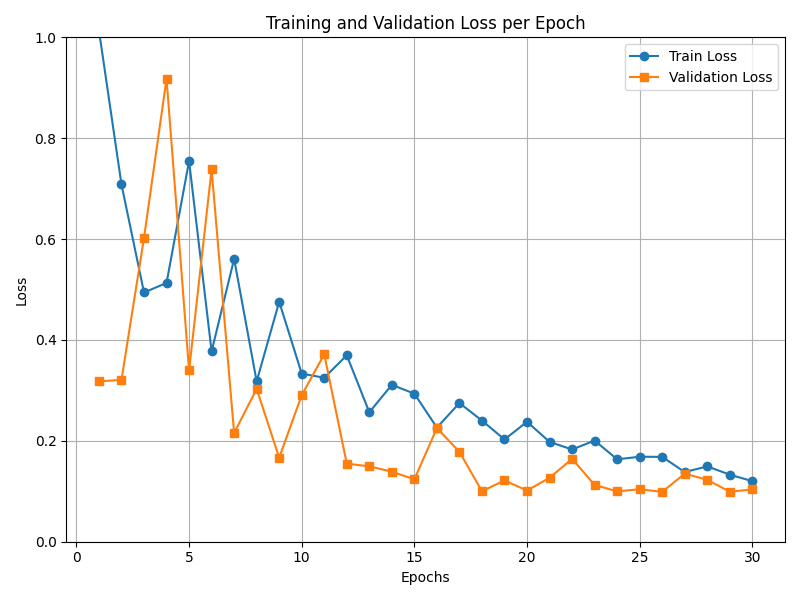 Training and Validation Loss per Epoch
Train Loss
Validation Loss
Loss
1.0
0.8
0.6
0.4
0.2
0.0
0 5 10 15 20 25 30
Epochs